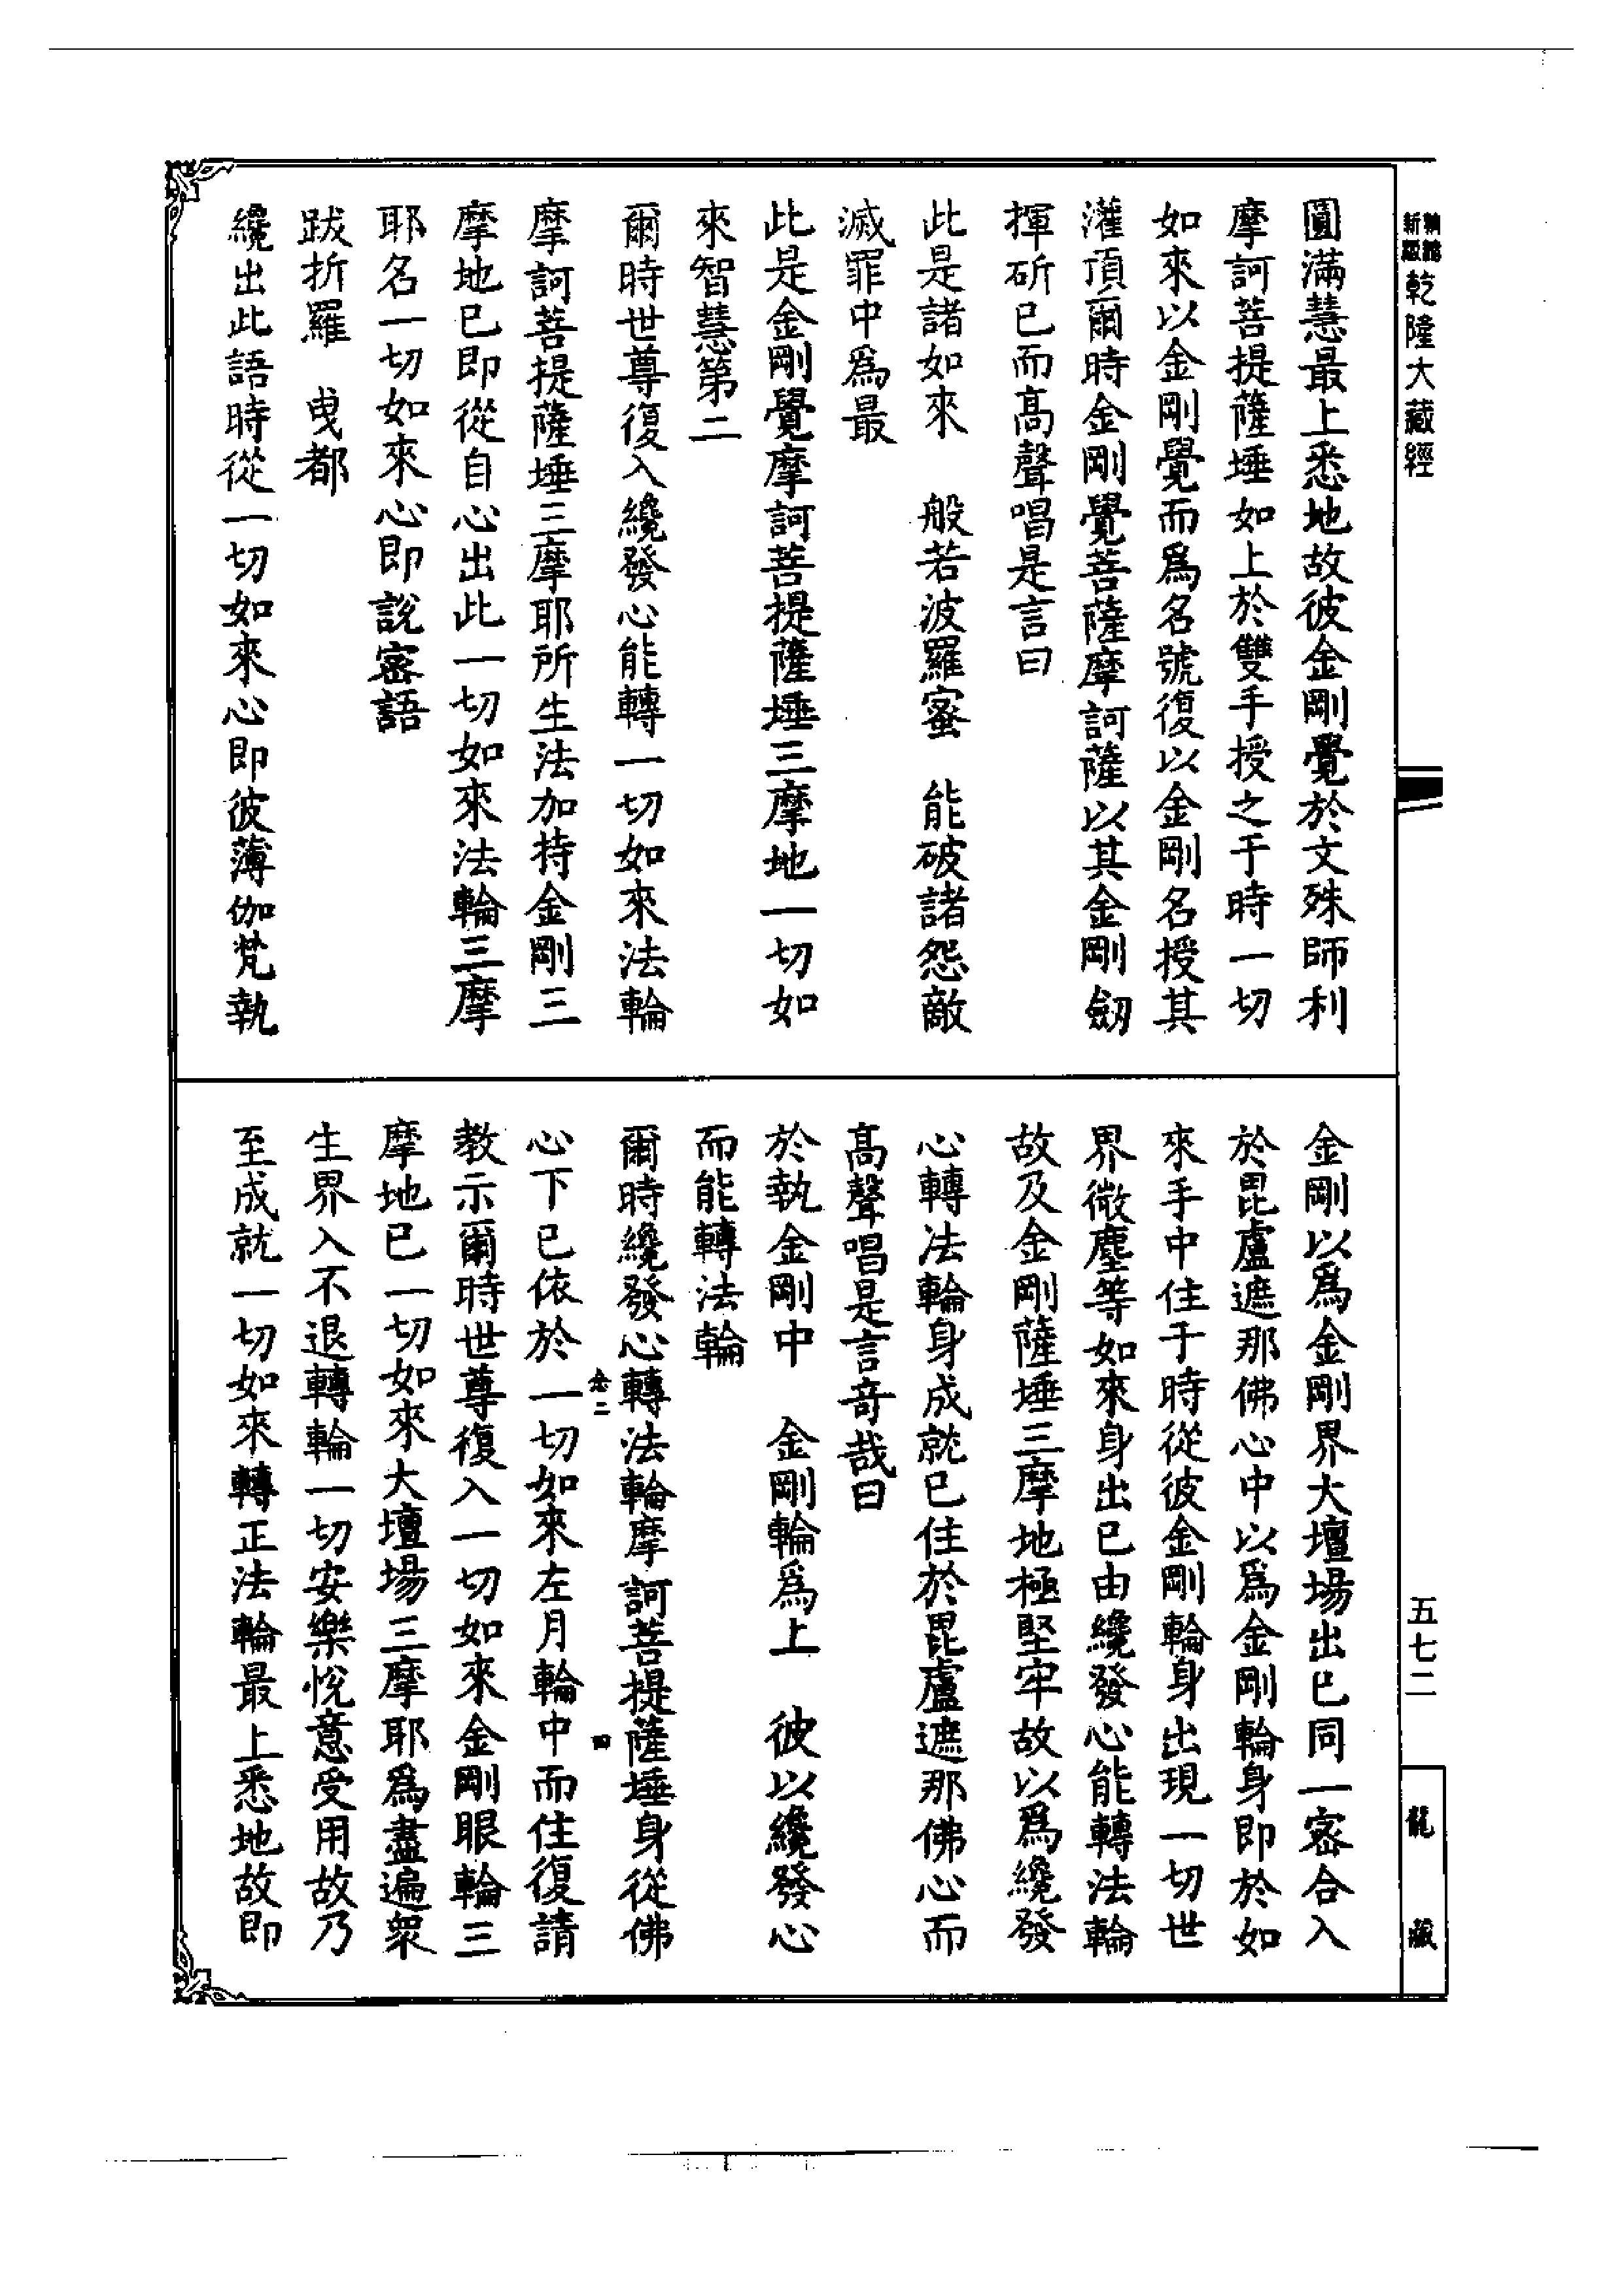 新編縮本乾隆大藏經
圓滿慧最上悉地故彼金剛覺於文殊師利
摩訶菩提薩埵如上於雙手授之于時一切
如來以金剛覺而為名號復以金剛名授其
灌頂爾時金剛覺菩薩摩訶薩以其金剛劒
揮斫已而高聲唱是言曰
此是諸如來　般若波羅蜜　能破諸怨敵
滅罪中為最
此是金剛覺摩訶菩提薩埵三摩地一切如
來智慧第二
爾時世尊復入纔發心能轉一切如來法輪
摩訶菩提薩埵三摩耶所生法加持金剛三
摩地已即從自心出此一切如來法輪三摩
耶名一切如來心即說密語
跋折羅　曳都
纔出此語時從一切如來心即彼薄伽梵執
金剛以為金剛界大壇場出已同一密合入
於毘盧遮那佛心中以為金剛輪身即於如
來手中住于時從彼金剛輪身出現一切世
界微塵等如來身出已由纔發心能轉法輪
故及金剛薩埵三摩地極堅牢故以為纔發
心轉法輪身成就已住於毘盧遮那佛心而
高聲唱是言奇哉曰
於執金剛中　金剛輪為上　彼以纔發心
而能轉法輪
爾時纔發心轉法輪摩訶菩提薩埵身從佛
心下已依於一切如來左月輪中而住復請
教示爾時世尊復入一切如來金剛眼輪三
摩地已一切如來大壇場三摩耶為盡遍衆
生界入不退轉輪一切安樂悅意受用故乃
至成就一切如來轉正法輪最上悉地故即
五七二
龍藏